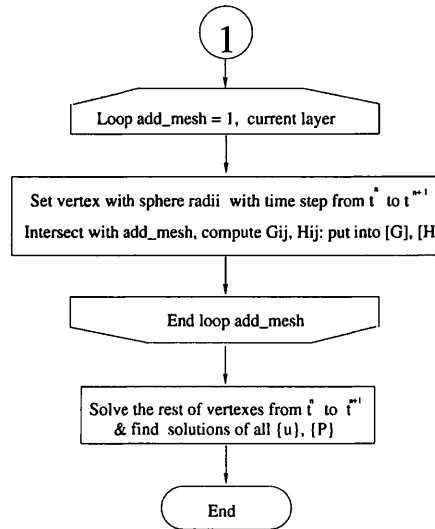 1
Loop add_mesh = 1, current layer
Set vertex with sphere radii with time step from t^n to t^n+1
Intersect with add_mesh, compute Gij, Hij: put into [G], [H
End loop add_mesh
Solve the rest of vertexes from t^n to t^n+1
& find solutions of all {u}, {P}
End